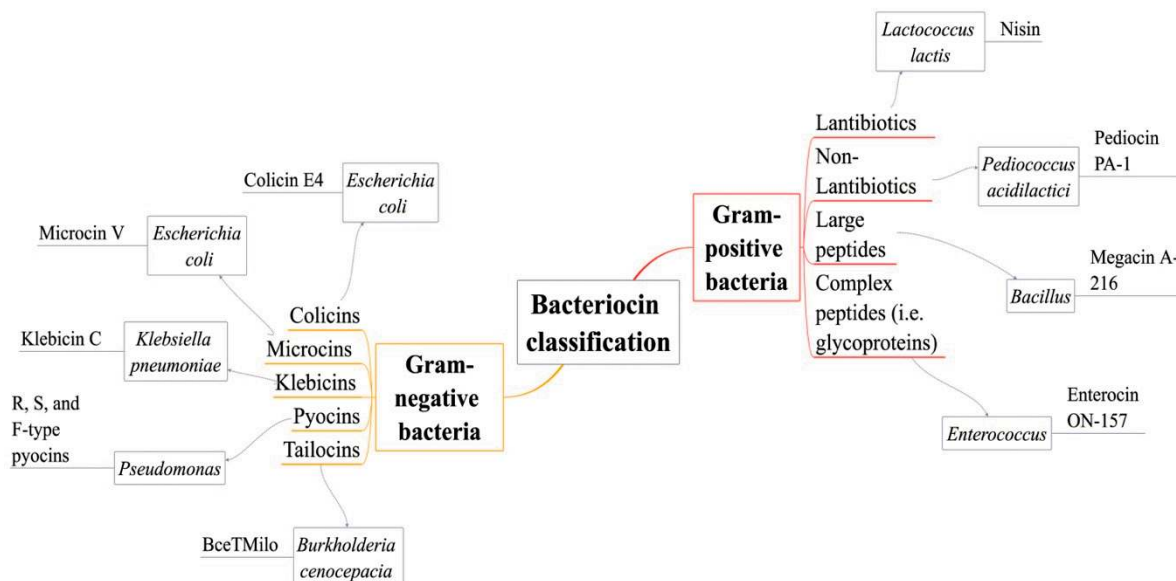 Bacteriocin
classification
Gram-
positive
bacteria
Lantibiotics
Lactococcus
lactis
Nisin
Non-
Lantibiotics
Pediococcus
acidilactici
Pediocin
PA-1
Large
peptides
Bacillus
Megacin A-
216
Complex
peptides (i.e.
glycoproteins)
Enterococcus
Enterocin
ON-157
Gram-
negative
bacteria
Colicins
Escherichia
coli
Colicin E4
Microcins
Escherichia
coli
Microcin V
Klebicins
Klebsiella
pneumoniae
Klebicin C
Pyocins
Pseudomonas
R, S, and
F-type
pyocins
Tailocins
Burkholderia
cenocepacia
BceTMilo